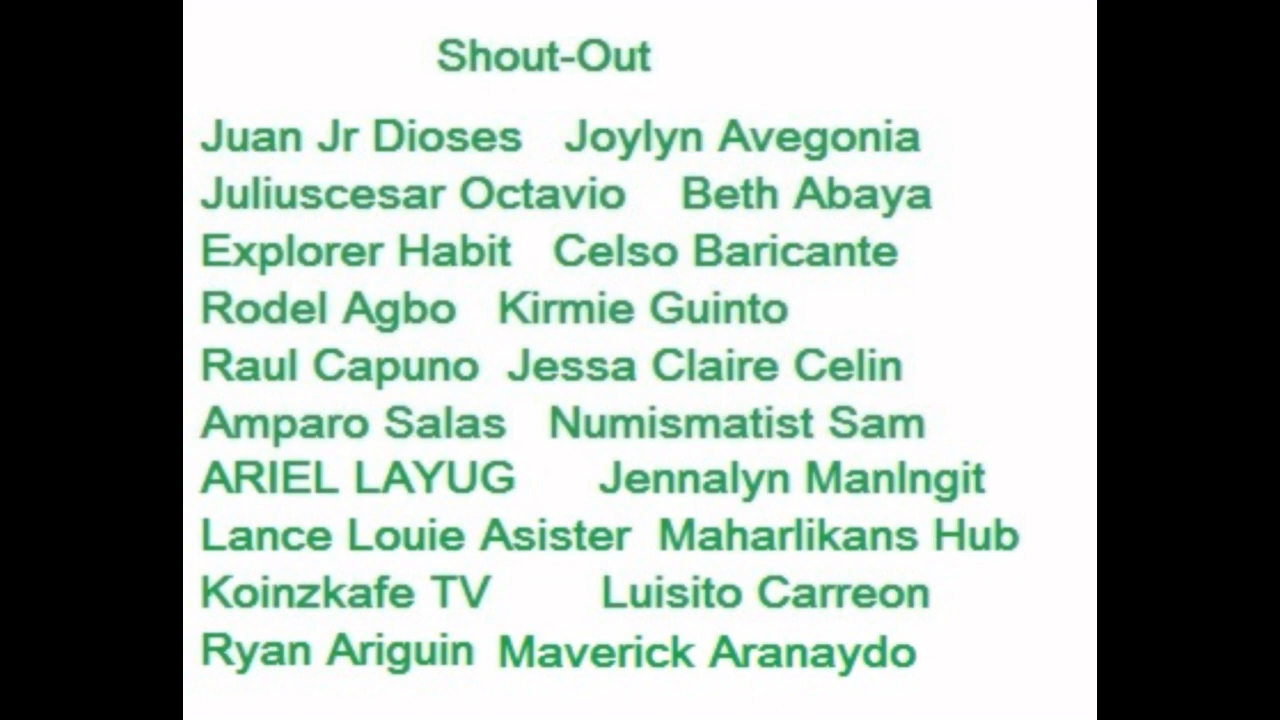 Shout-Out
Juan Jr Dioses Joylyn Avegonia
Juliuscesar Octavio Beth Abaya
Explorer Habit Celso Baricante
Rodel Agbo Kirmie Guinto
Raul Capuno Jessa Claire Celin
Amparo Salas Numismatist Sam
ARIEL LAYUG Jennalyn ManIngit
Lance Louie Asister Maharlikans Hub
Koinzkafe TV Luisito Carreon
Ryan Ariguin Maverick Aranaydo